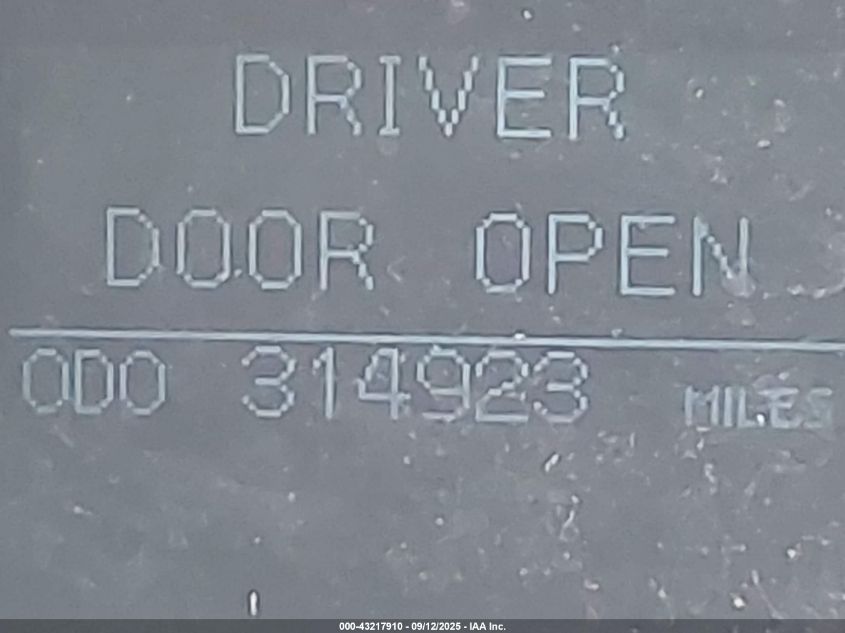 DRIVER
DOOR OPEN
ODO 314923 MILES
000-43217910 - 09/12/2025 - IAA Inc.